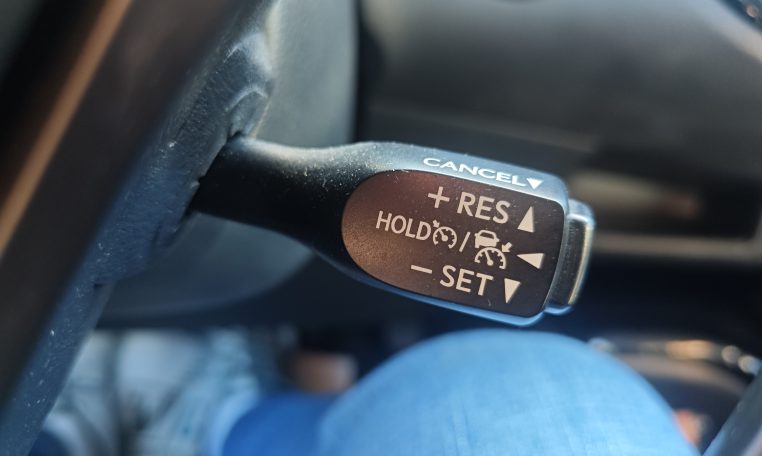 CANCEL▼
+ RES ▲
HOLD / ◀
− SET ▼